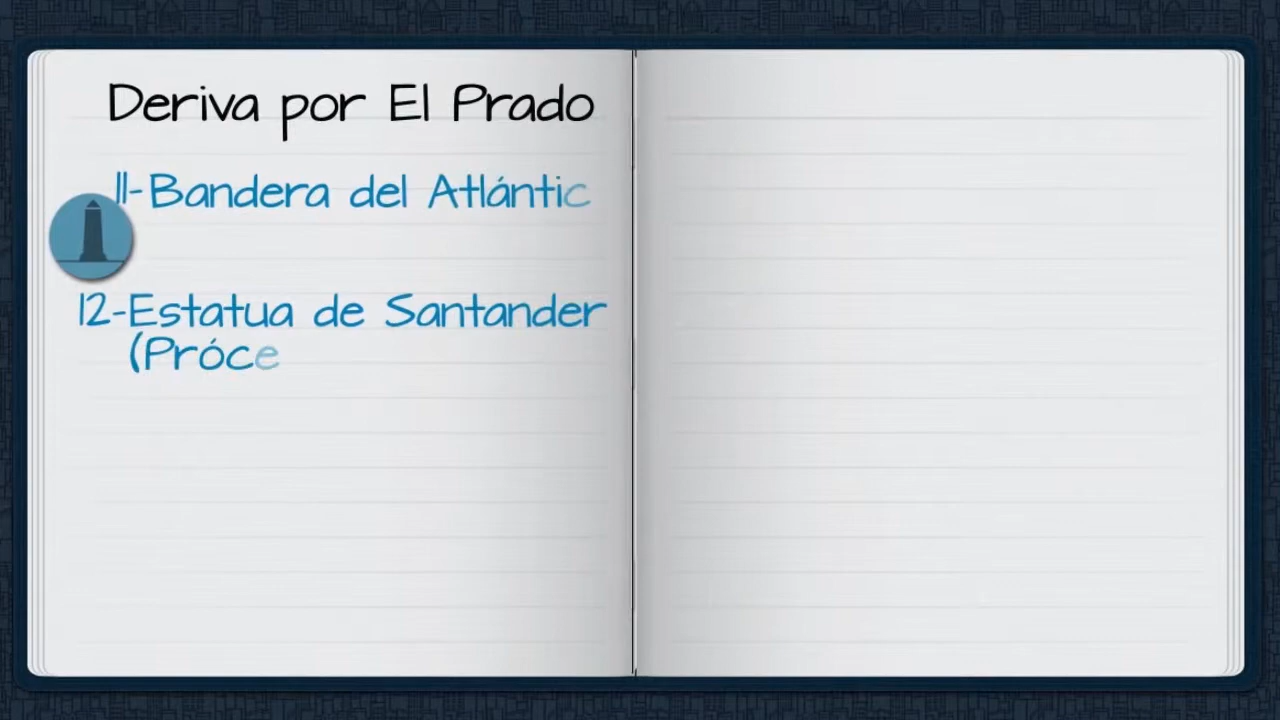 Deriva por El Prado
11-Bandera del Atlántic
12-Estatua de Santander
(Próce